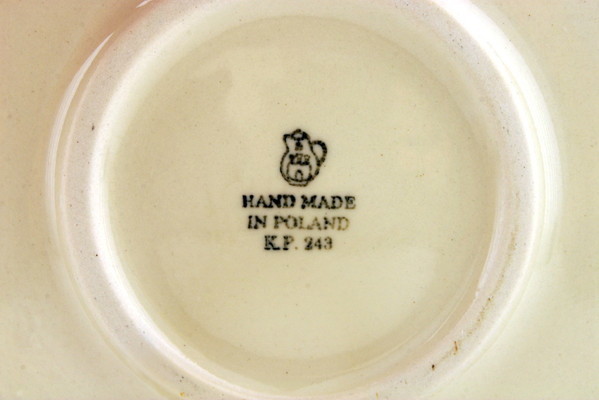 HAND MADE
IN POLAND
K.P. 243